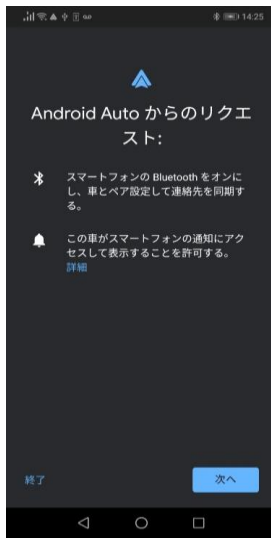 14:25
Android Auto からのリクエ
スト:
スマートフォンの Bluetooth をオンに
し、車とペア設定して連絡先を同期す
る。
この車がスマートフォンの通知にアク
セスして表示することを許可する。
詳細
終了
次へ